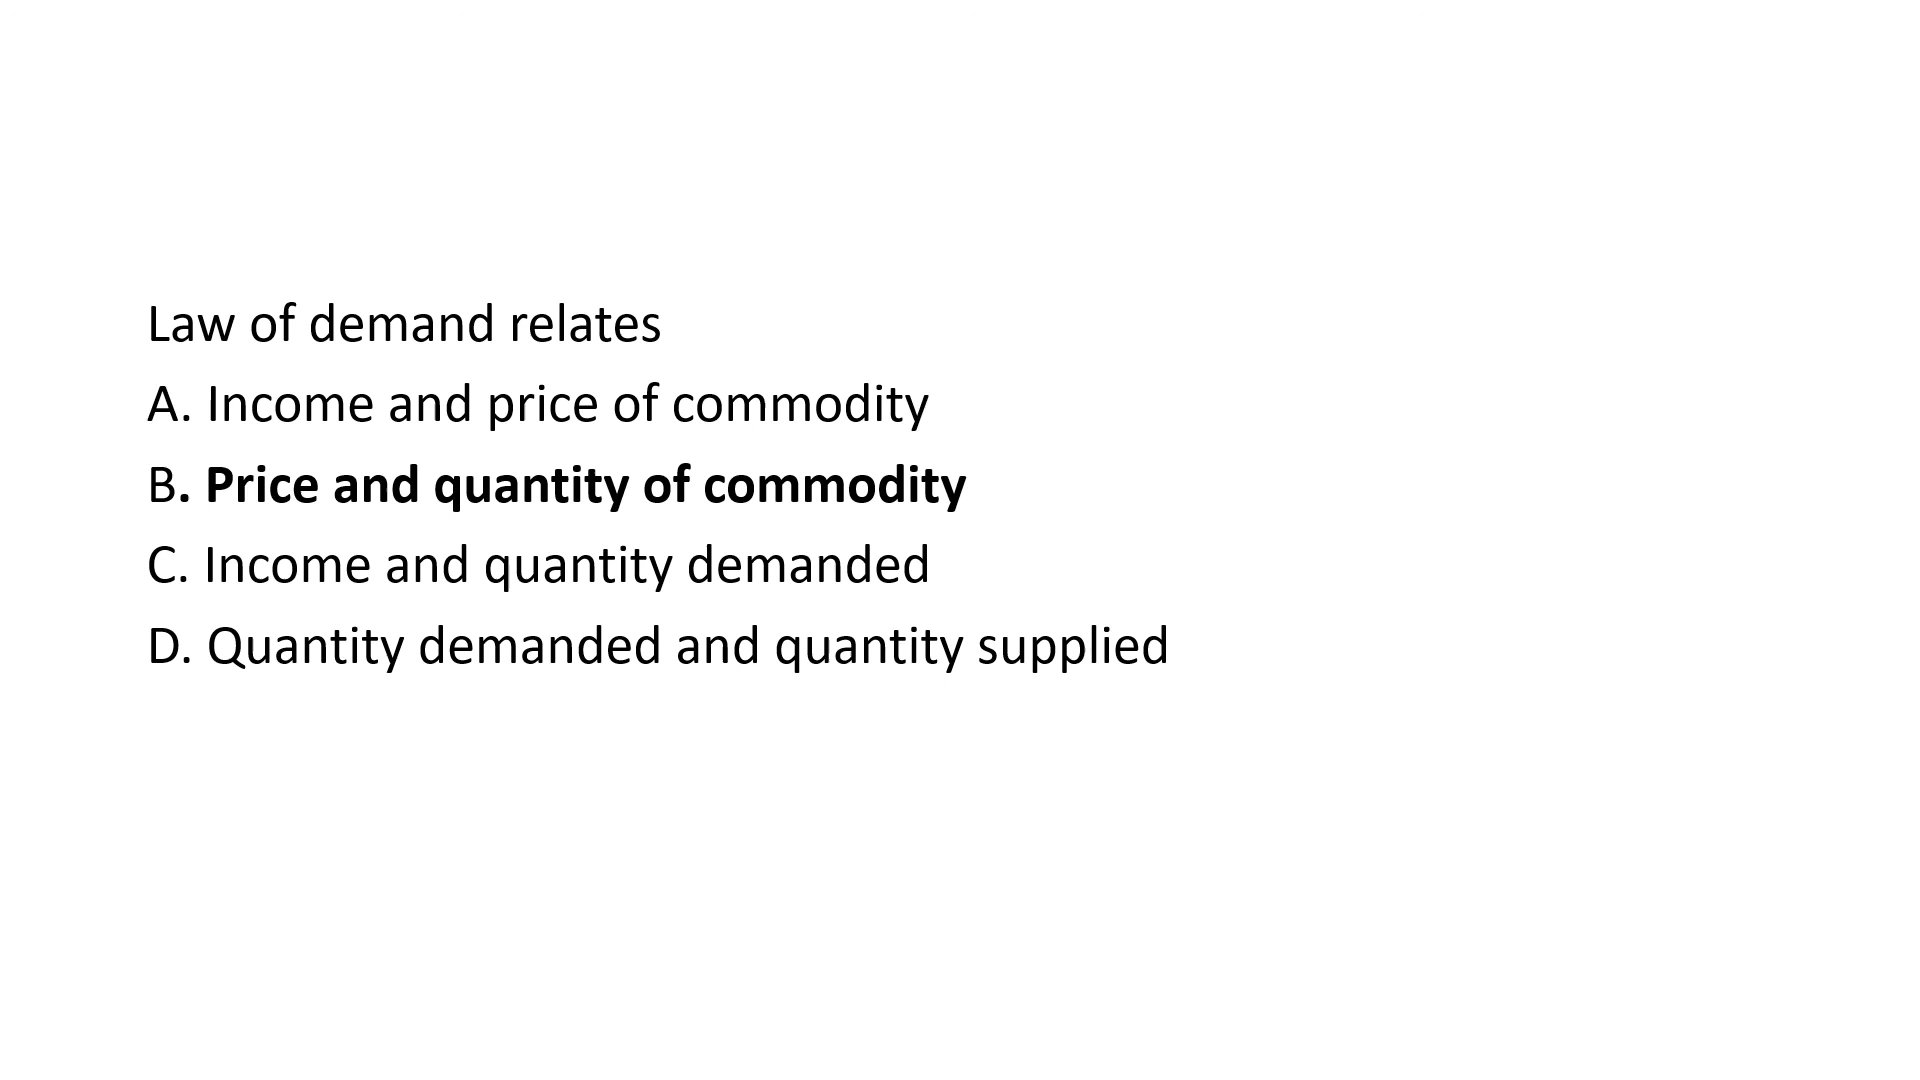 Law of demand relates
A. Income and price of commodity
B. Price and quantity of commodity
C. Income and quantity demanded
D. Quantity demanded and quantity supplied